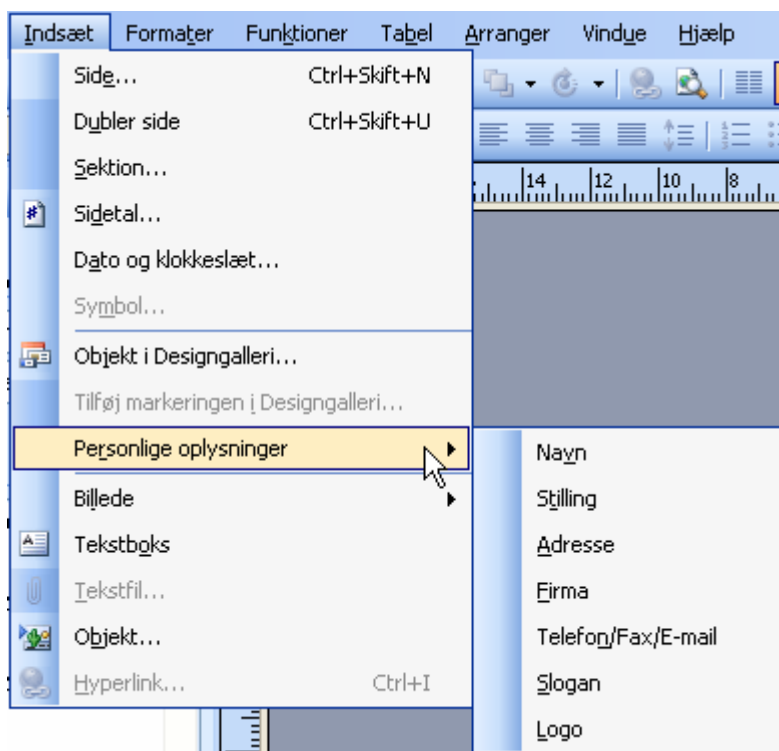 Indsæt Formater Funktioner Tabel Arranger Vindue Hjælp
Side... Ctrl+Skift+N
Dubler side Ctrl+Skift+U
Sektion...
14 12 10 8
Sidetal...
Dato og klokkeslæt...
Symbol...
Objekt i Designgalleri...
Tilføj markeringen i Designgalleri...
Personlige oplysninger
Navn
Billede
Stilling
Tekstboks
Adresse
Tekstfil...
Firma
Objekt...
Telefon/Fax/E-mail
Hyperlink... Ctrl+I
Slogan
Logo